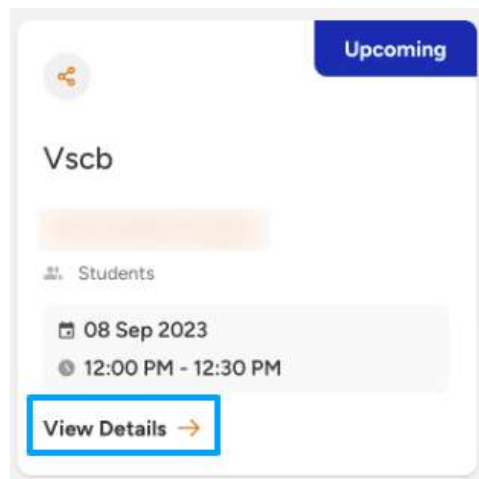 Upcoming
Vscb
Students
08 Sep 2023
12:00 PM - 12:30 PM
View Details →